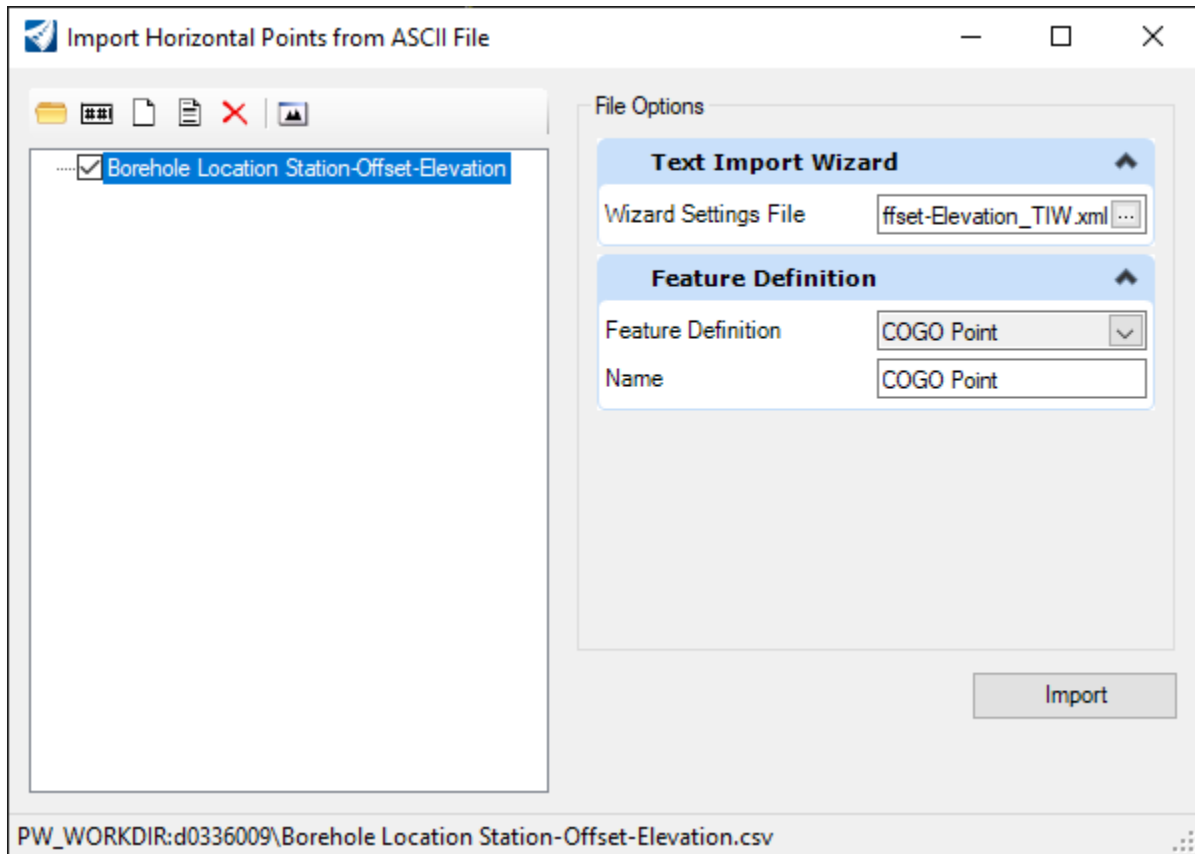 Import Horizontal Points from ASCII File
File Options
Borehole Location Station-Offset-Elevation
Text Import Wizard
Wizard Settings File
ffset-Elevation_TIW.xml ...
Feature Definition
Feature Definition
COGO Point
Name
COGO Point
Import
PW_WORKDIR:d0336009\Borehole Location Station-Offset-Elevation.csv